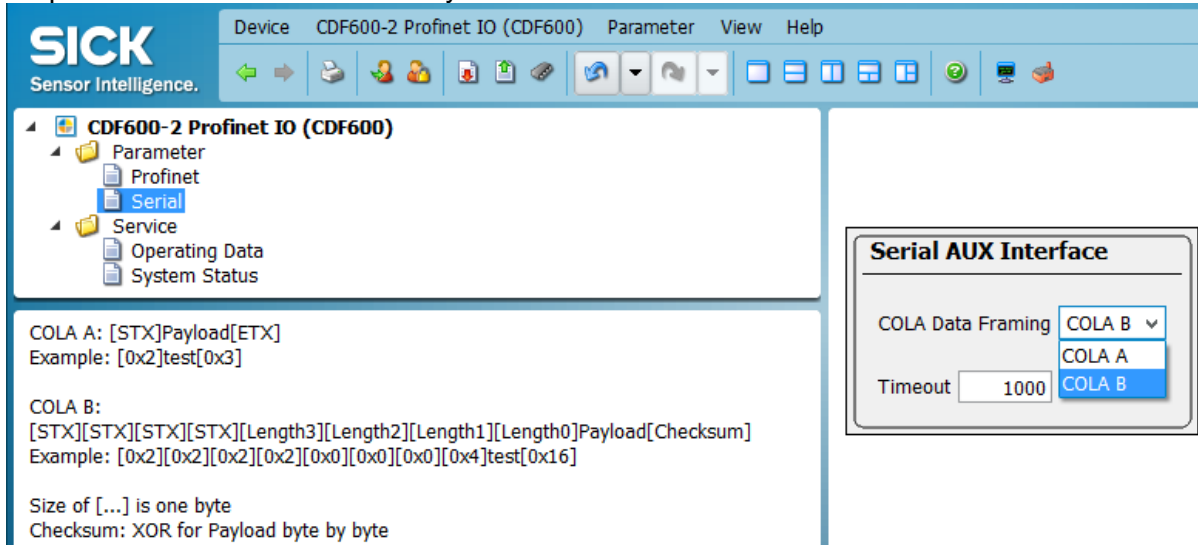 SICK
Sensor Intelligence.
Device CDF600-2 Profinet IO (CDF600) Parameter View Help
CDF600-2 Profinet IO (CDF600)
Parameter
Profinet
Serial
Service
Operating Data
System Status
COLA A: [STX]Payload[ETX]
Example: [0x2]test[0x3]
COLA B:
[STX][STX][STX][STX][Length3][Length2][Length1][Length0]Payload[Checksum]
Example: [0x2][0x2][0x2][0x2][0x0][0x0][0x0][0x4]test[0x16]
Size of [...] is one byte
Checksum: XOR for Payload byte by byte
Serial AUX Interface
COLA Data Framing COLA B
COLA A
COLA B
Timeout 1000